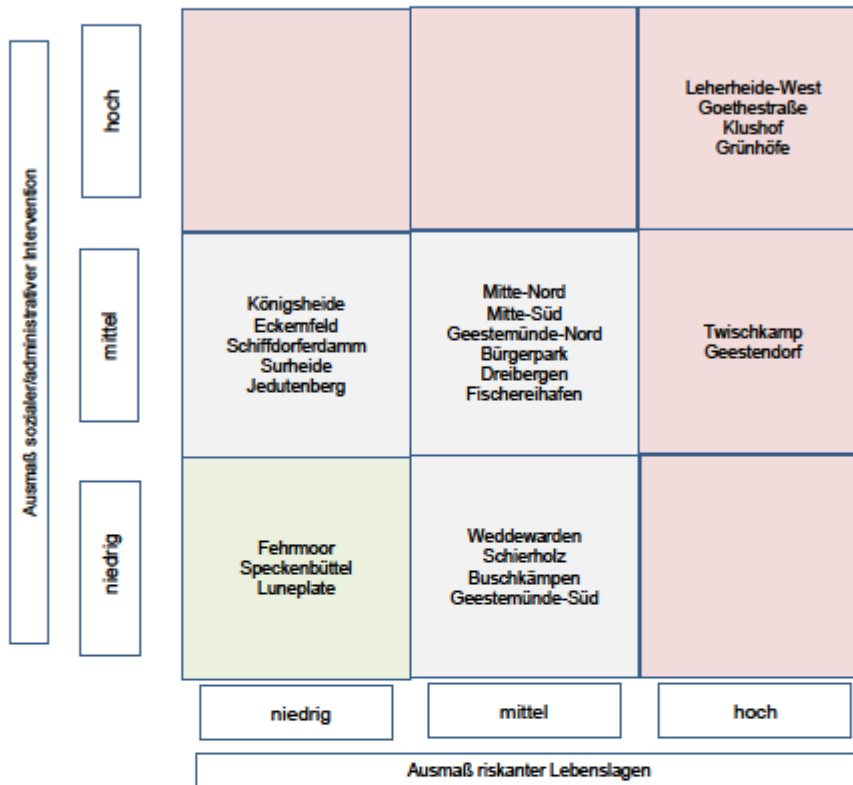 Ausmaß sozialer/administrativer Intervention
hoch
Leherheide-West
Goethestraße
Klushof
Grünhöfe
mittel
Königsheide
Eckernfeld
Schiffdorferdamm
Surheide
Jedutenberg
Mitte-Nord
Mitte-Süd
Geestemünde-Nord
Bürgerpark
Dreibergen
Fischereihafen
Twischkamp
Geestendorf
niedrig
Fehrmoor
Speckenbüttel
Luneplate
Weddewarden
Schierholz
Buschkämpen
Geestemünde-Süd
niedrig
mittel
hoch
Ausmaß riskanter Lebenslagen